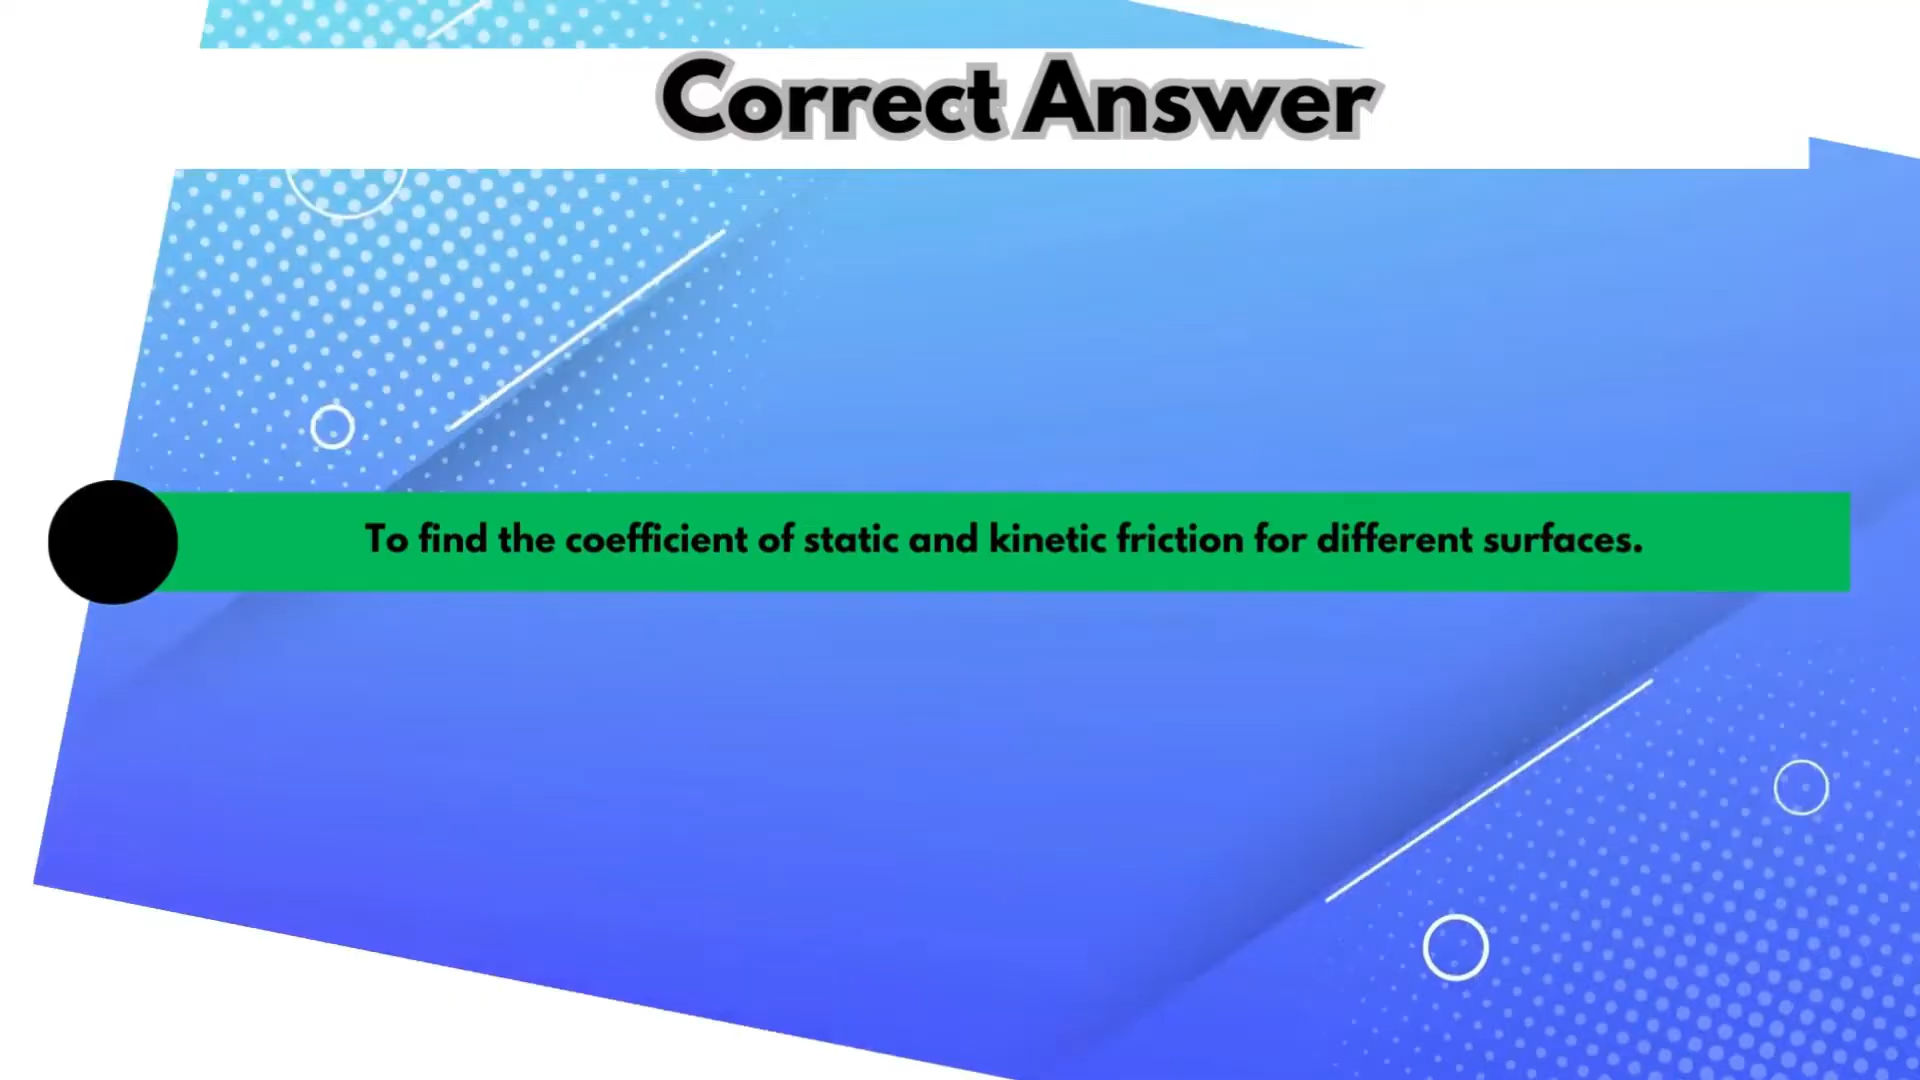 Correct Answer
To find the coefficient of static and kinetic friction for different surfaces.